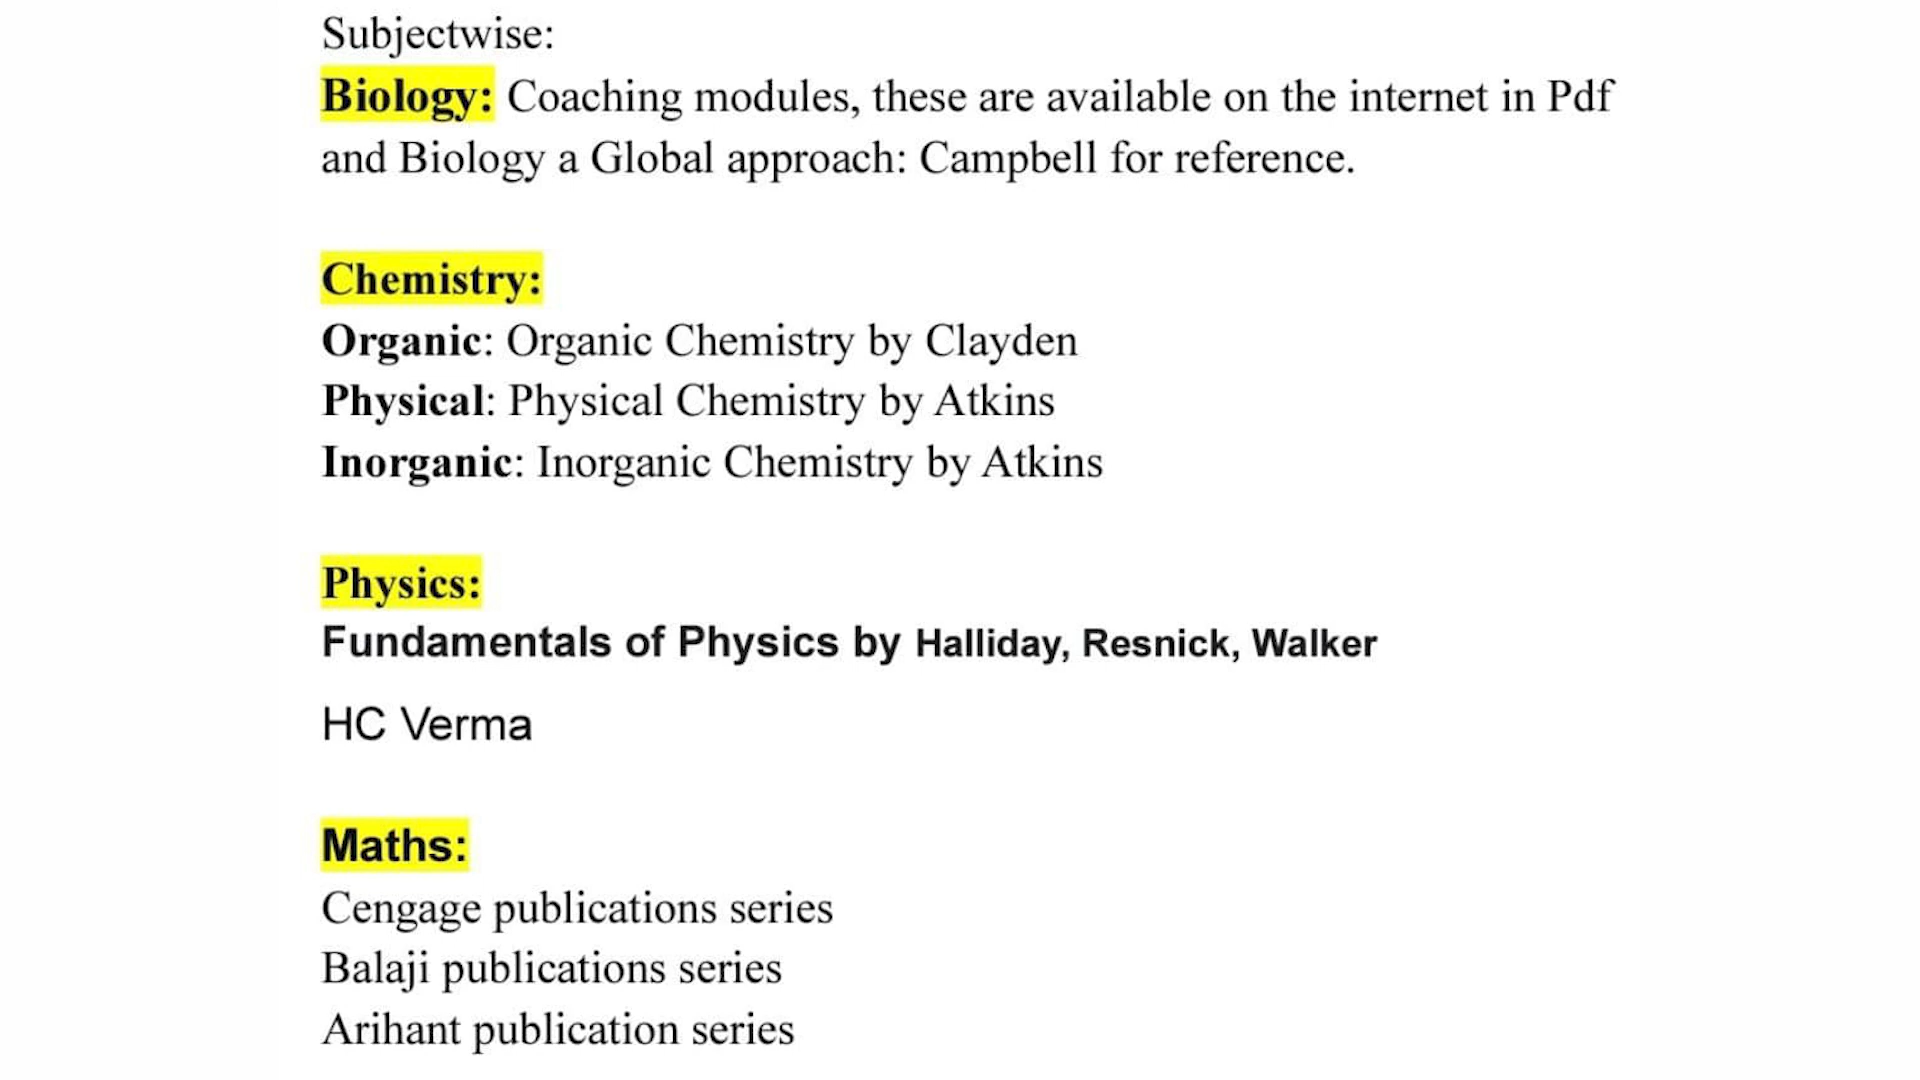 Subjectwise:
Biology: Coaching modules, these are available on the internet in Pdf
and Biology a Global approach: Campbell for reference.
Chemistry:
Organic: Organic Chemistry by Clayden
Physical: Physical Chemistry by Atkins
Inorganic: Inorganic Chemistry by Atkins
Physics:
Fundamentals of Physics by Halliday, Resnick, Walker
HC Verma
Maths:
Cengage publications series
Balaji publications series
Arihant publication series